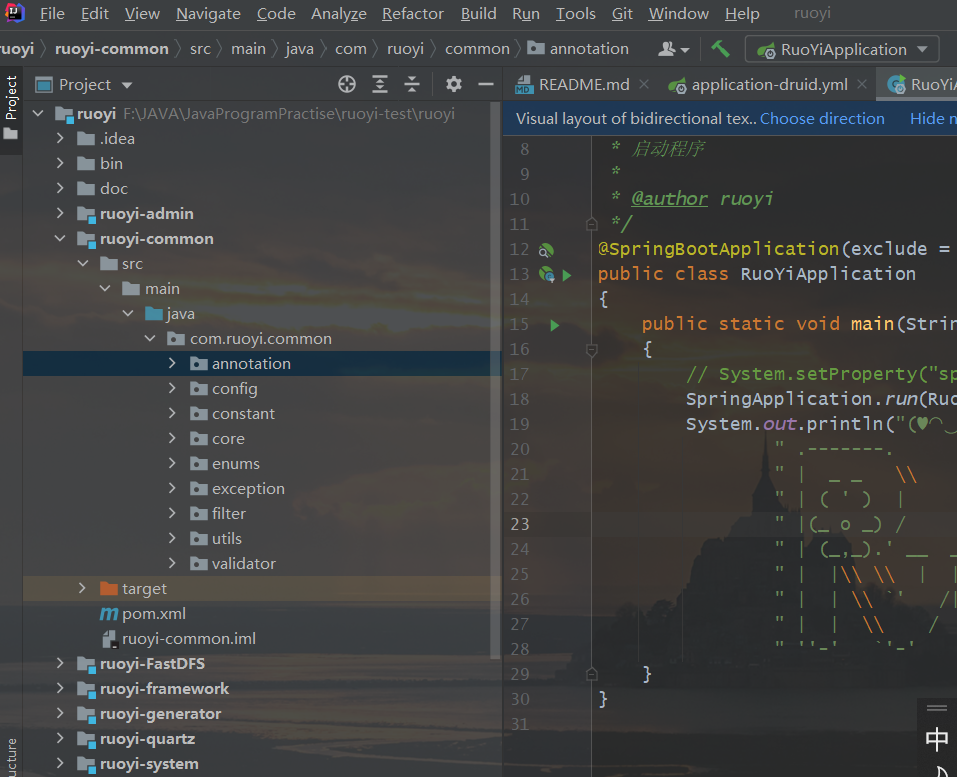 File Edit View Navigate Code Analyze Refactor Build Run Tools Git Window Help ruoyi
ruoyi ruoyi-common src main java com ruoyi common annotation RuoYiApplication
Project
Project README.md application-druid.yml RuoYi
Visual layout of bidirectional tex.. Choose direction Hide
ruoyi F:\JAVA\JavaProgramPractise\ruoyi-test\ruoyi
.idea
bin
doc
ruoyi-admin
ruoyi-common
src
main
java
com.ruoyi.common
annotation
config
constant
core
enums
exception
filter
utils
validator
target
pom.xml
ruoyi-common.iml
ruoyi-FastDFS
ruoyi-framework
ruoyi-generator
ruoyi-quartz
ruoyi-system
8 * 启动程序
9 *
10 * @author ruoyi
11 */
12 @SpringBootApplication(exclude =
13 public class RuoYiApplication
14 {
15 public static void main(Strin
16 {
17 // System.setProperty("sp
18 SpringApplication.run(Ruo
19 System.out.println("(♥◠‿
20 " .-------.
21 " | _ _ \\
22 " | ( ' ) |
23 " |(_ o _) /
24 " | (_,_).' __ _
25 " | |\\ \\ | |
26 " | | \\ `' /|
27 " | | \\ /
28 " ''-' `'-'
29 }
30 }
31
中